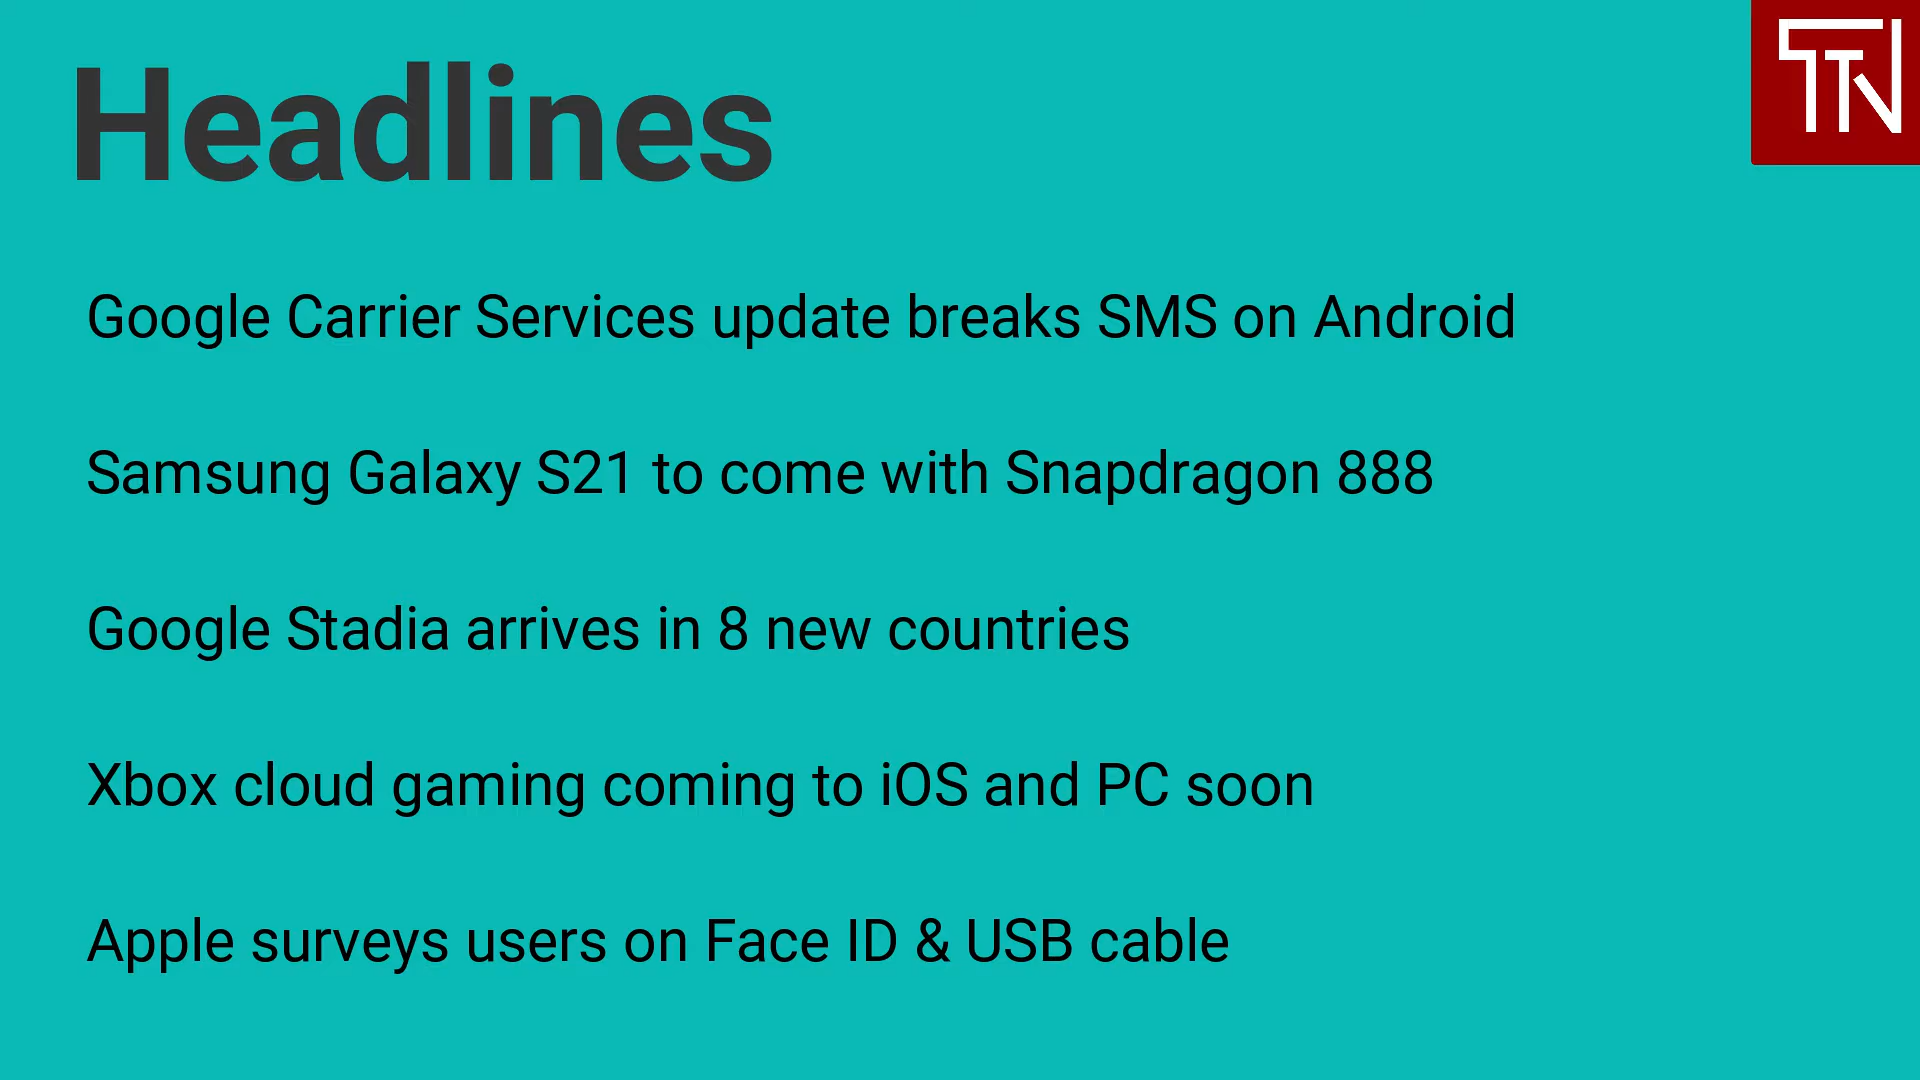 Headlines
TTN
Google Carrier Services update breaks SMS on Android
Samsung Galaxy S21 to come with Snapdragon 888
Google Stadia arrives in 8 new countries
Xbox cloud gaming coming to iOS and PC soon
Apple surveys users on Face ID & USB cable